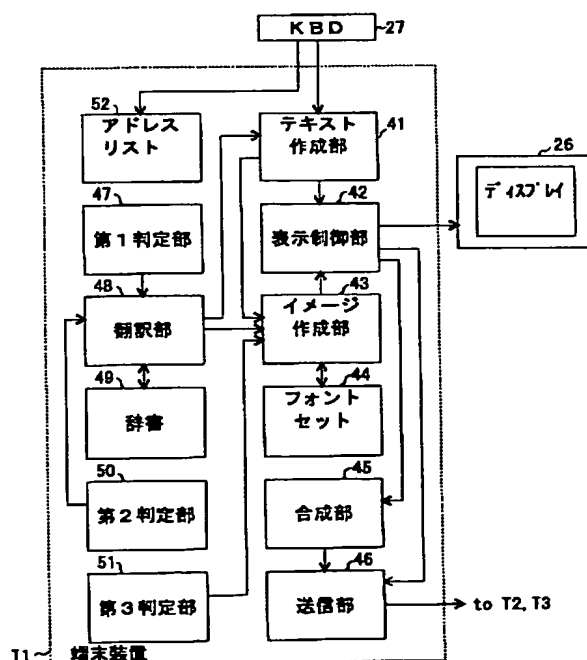 KBD
27
52
アドレス
リスト
テキスト
作成部
41
26
ディスプレイ
47
第1判定部
42
表示制御部
48
翻訳部
43
イメージ
作成部
49
辞書
44
フォント
セット
50
第2判定部
45
合成部
51
第3判定部
46
送信部
to T2,T3
T1
端末装置